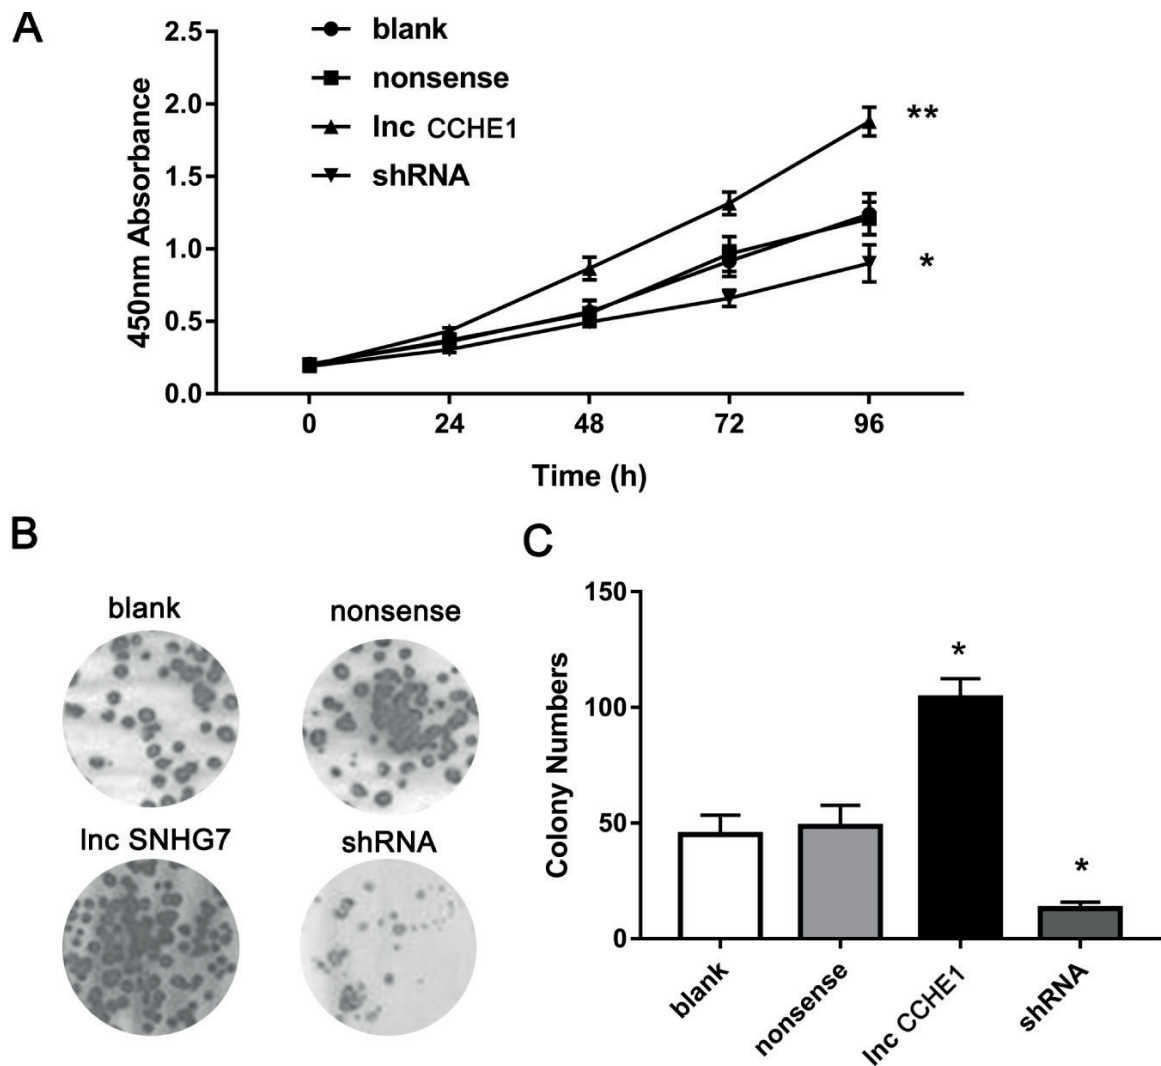 A
2.5
2.0
1.5
1.0
0.5
0.0
450nm Absorbance
blank
nonsense
lnc CCHE1
shRNA
**
*
0 24 48 72 96
Time (h)
B
blank nonsense
lnc SNHG7 shRNA
C
150
100
50
0
Colony Numbers
*
*
blank
nonsense
lnc CCHE1
shRNA